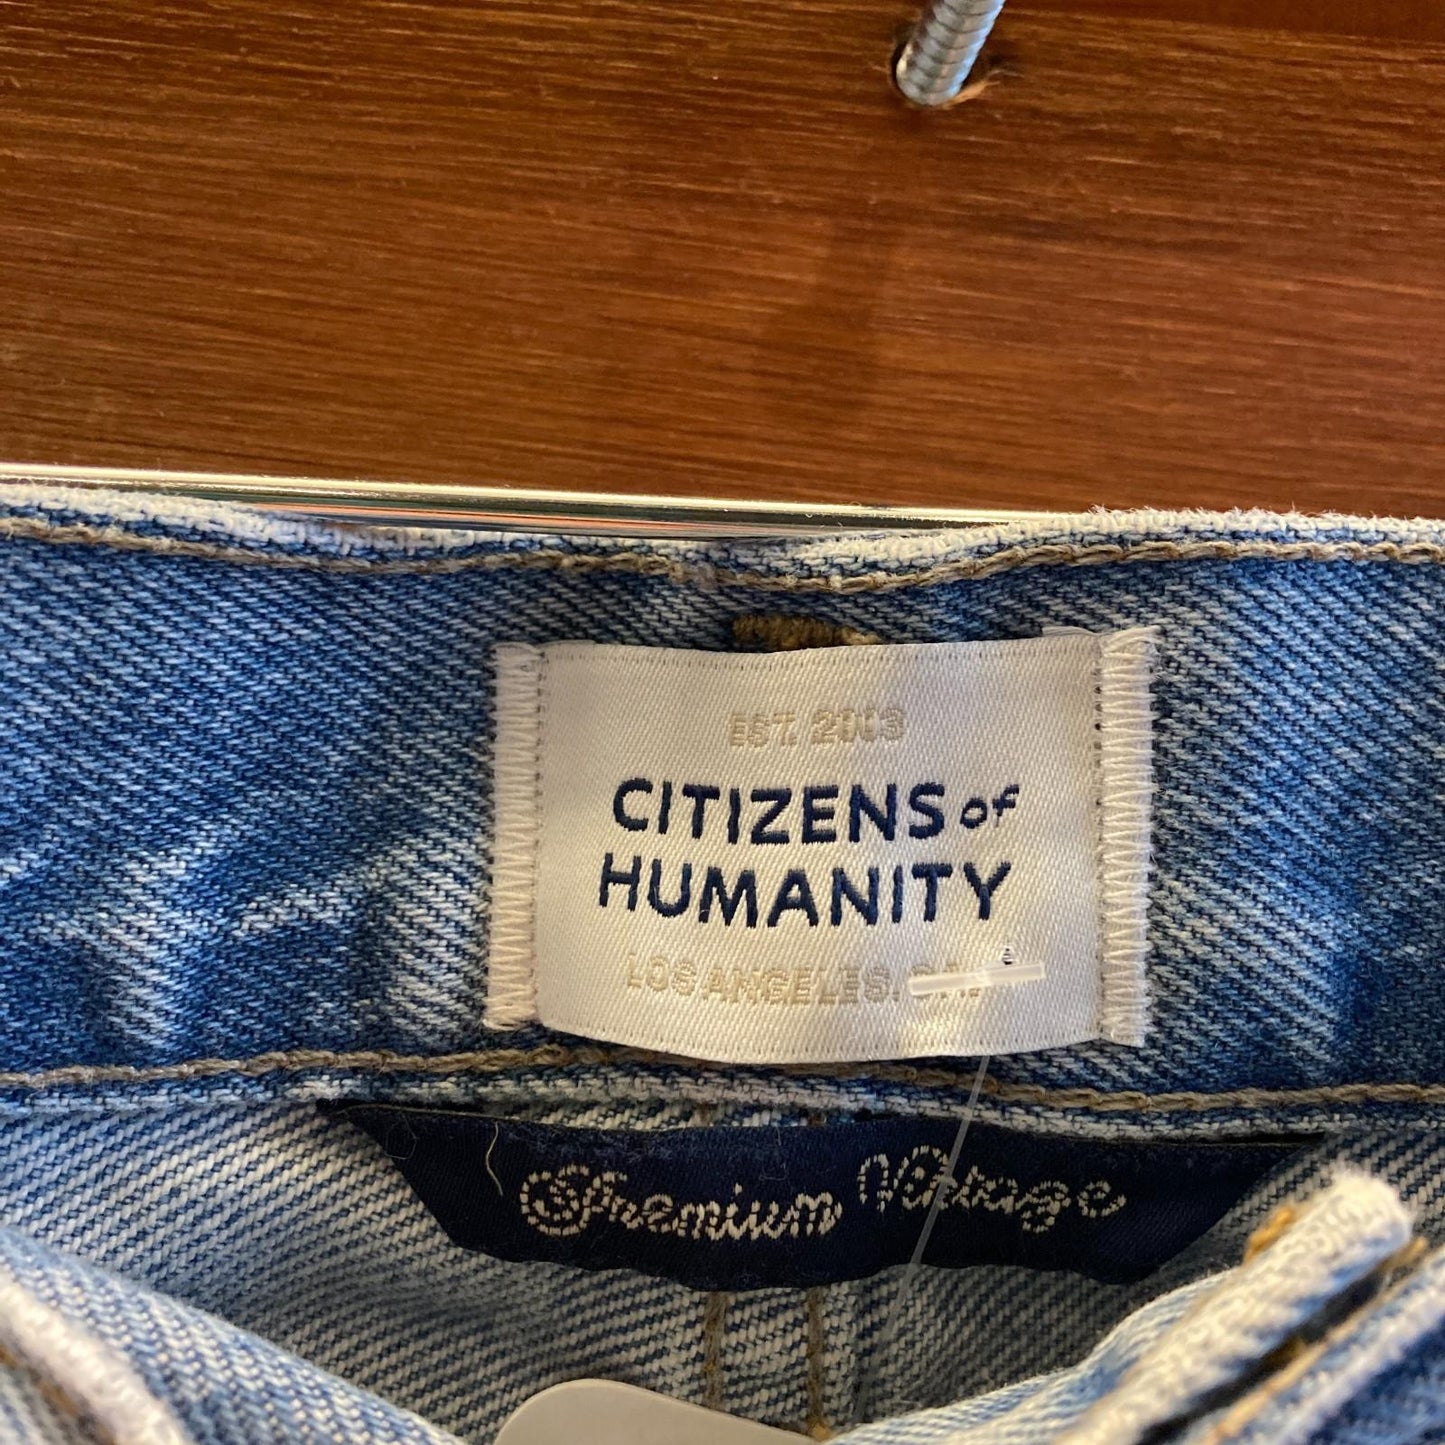 EST. 2003
CITIZENS of
HUMANITY
LOS ANGELES,
Premium Vintage